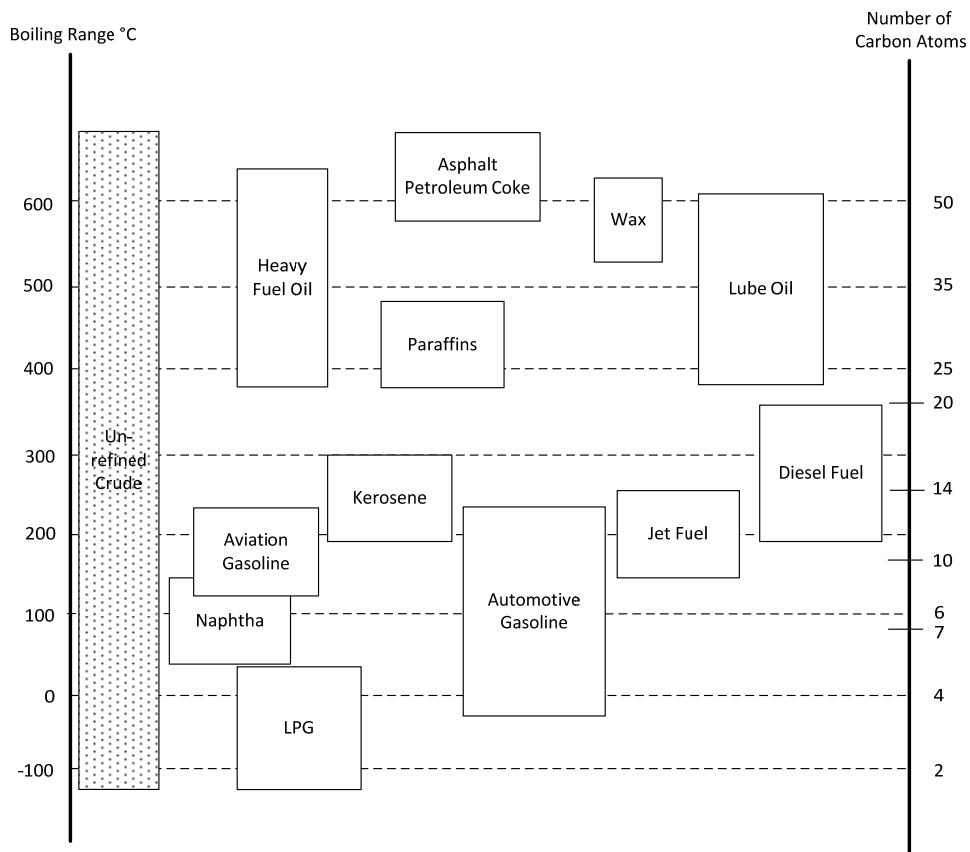 Number of
Carbon Atoms
Boiling Range °C
Asphalt
Petroleum Coke
600
Wax
50
Heavy
Fuel Oil
500
Lube Oil
35
Paraffins
400
25
20
Un-
refined
Crude
300
Diesel Fuel
Kerosene
14
Aviation
Gasoline
200
Jet Fuel
10
Naphtha
Automotive
Gasoline
100
6
7
0
4
LPG
-100
2